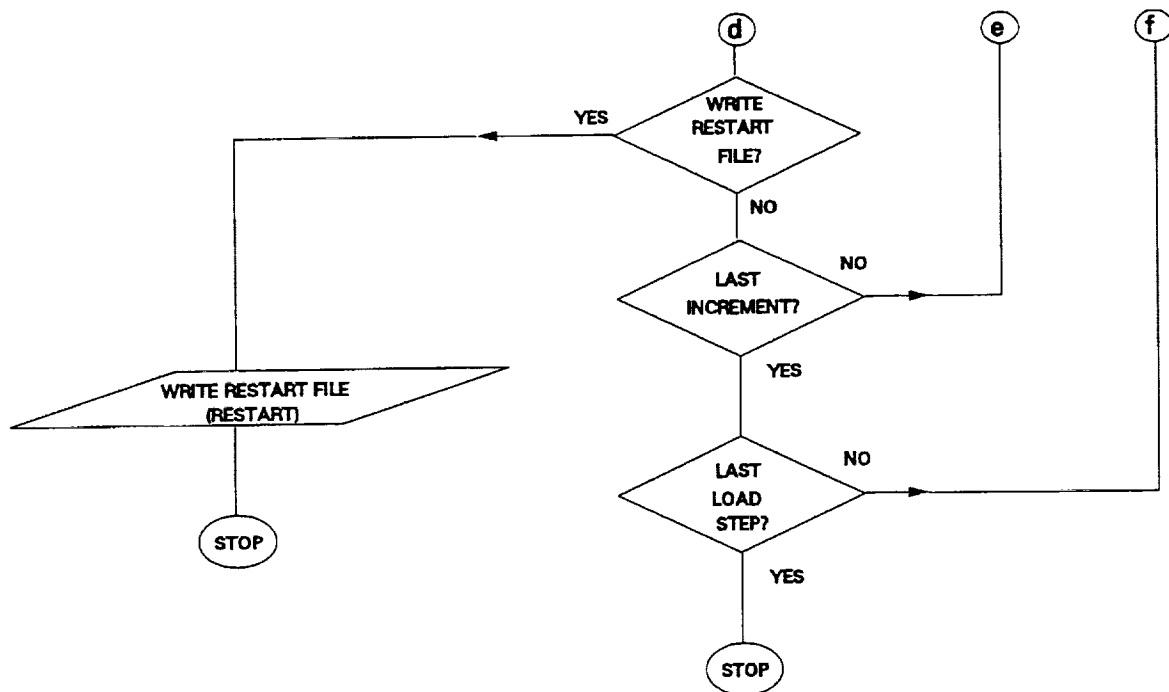 d
e
f
YES
WRITE
RESTART
FILE?
NO
LAST
INCREMENT?
NO
YES
WRITE RESTART FILE
(RESTART)
LAST
LOAD
STEP?
NO
STOP
YES
STOP